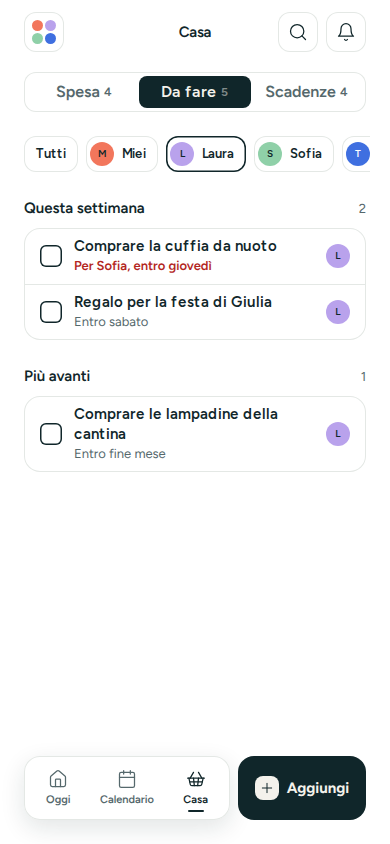 Casa
Spesa 4
Da fare 5
Scadenze 4
Tutti
M Miei
L Laura
S Sofia
T
Questa settimana 2
Comprare la cuffia da nuoto
Per Sofia, entro giovedì
L
Regalo per la festa di Giulia
Entro sabato
L
Più avanti 1
Comprare le lampadine della
cantina
Entro fine mese
L
Oggi
Calendario
Casa
Aggiungi